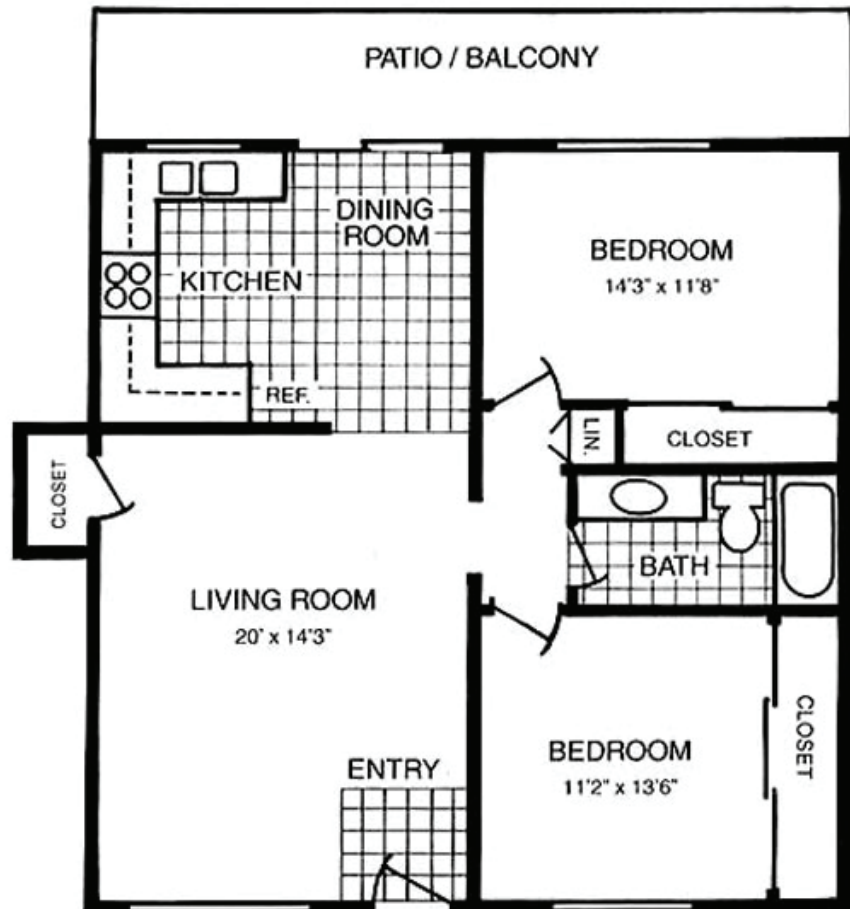 PATIO / BALCONY
DINING
ROOM
KITCHEN
REF.
BEDROOM
14'3" x 11'8"
LIN.
CLOSET
CLOSET
BATH
LIVING ROOM
20' x 14'3"
ENTRY
BEDROOM
11'2" x 13'6"
CLOSET